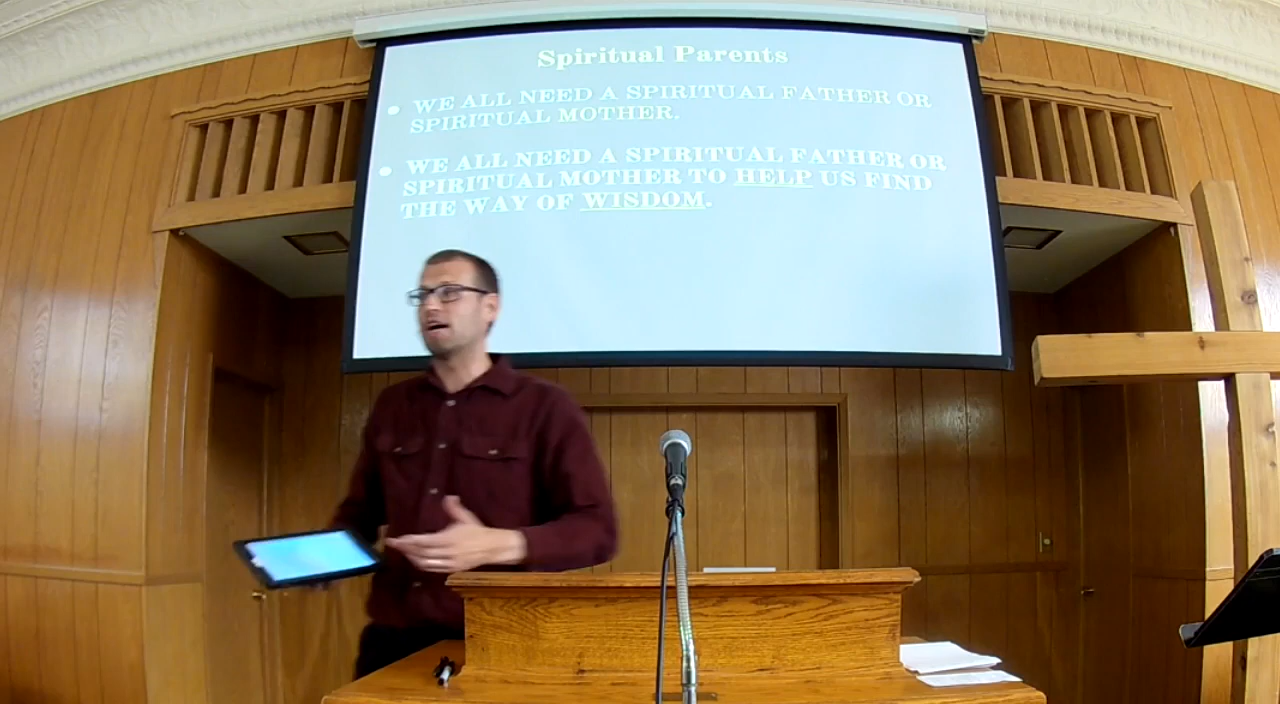 Spiritual Parents
WE ALL NEED A SPIRITUAL FATHER OR
SPIRITUAL MOTHER.
WE ALL NEED A SPIRITUAL FATHER OR
SPIRITUAL MOTHER TO HELP US FIND
THE WAY OF WISDOM.